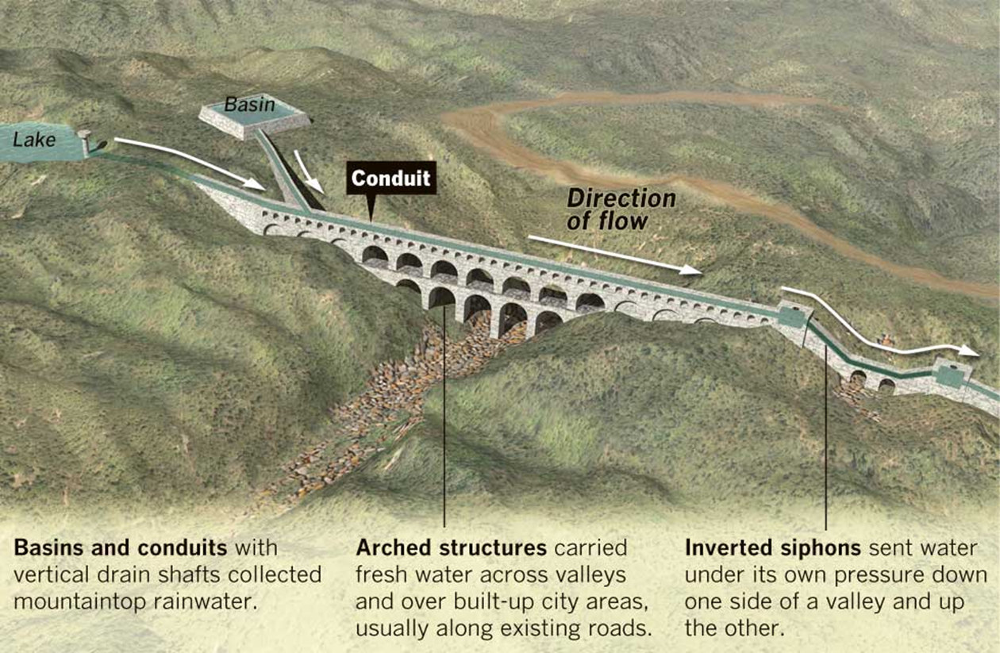 Basin
Lake
Conduit
Direction
of flow
Basins and conduits with
vertical drain shafts collected
mountaintop rainwater.
Arched structures carried
fresh water across valleys
and over built-up city areas,
usually along existing roads.
Inverted siphons sent water
under its own pressure down
one side of a valley and up
the other.